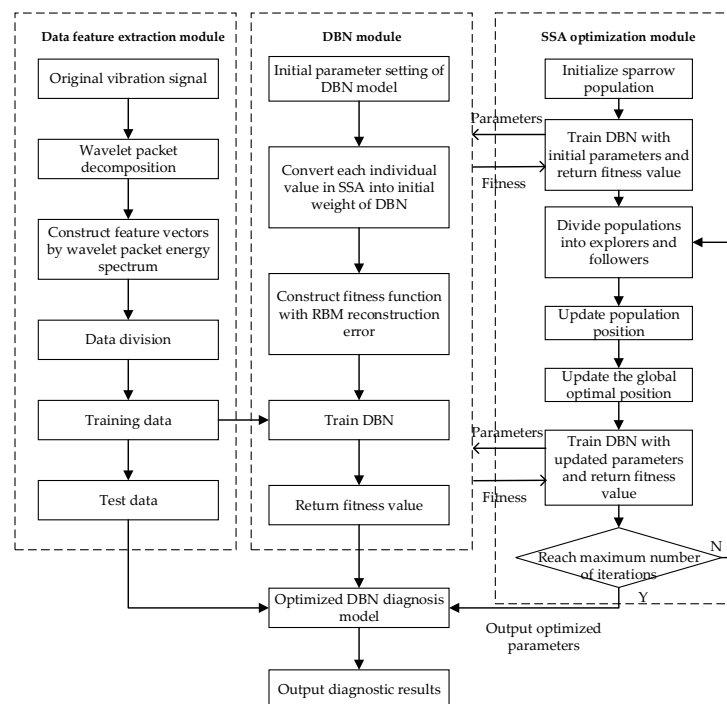 Data feature extraction module
Original vibration signal
Wavelet packet
decomposition
Construct feature vectors
by wavelet packet energy
spectrum
Data division
Training data
Test data
DBN module
Initial parameter setting of
DBN model
Convert each individual
value in SSA into initial
weight of DBN
Construct fitness function
with RBM reconstruction
error
Train DBN
Return fitness value
Optimized DBN diagnosis
model
Output diagnostic results
SSA optimization module
Initialize sparrow
population
Parameters
Fitness
Train DBN with
initial parameters and
return fitness value
Divide populations
into explorers and
followers
Update population
position
Update the global
optimal position
Parameters
Fitness
Train DBN with
updated parameters
and return fitness
value
Reach maximum number
of iterations
N
Y
Output optimized
parameters